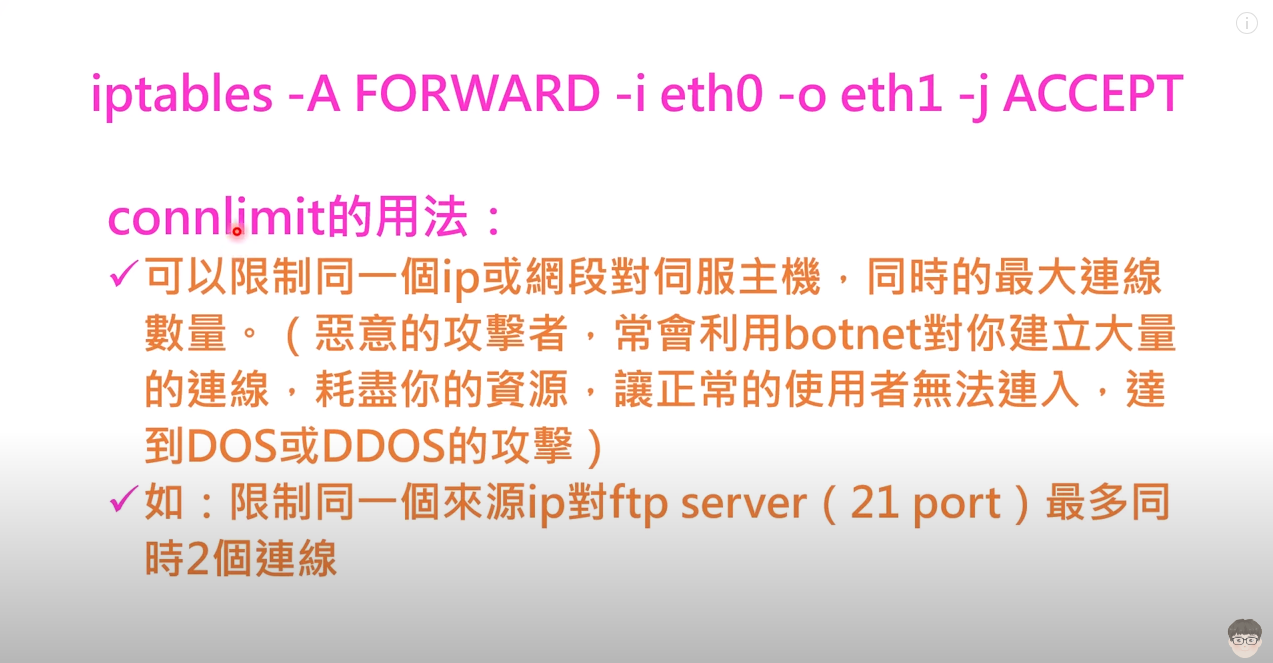 iptables -A FORWARD -i eth0 -o eth1 -j ACCEPT
connlimit的用法：
✓可以限制同一個ip或網段對伺服主機，同時的最大連線
數量。（惡意的攻擊者，常會利用botnet對你建立大量
的連線，耗盡你的資源，讓正常的使用者無法連入，達
到DOS或DDOS的攻擊）
✓如：限制同一個來源ip對ftp server（21 port）最多同
時2個連線